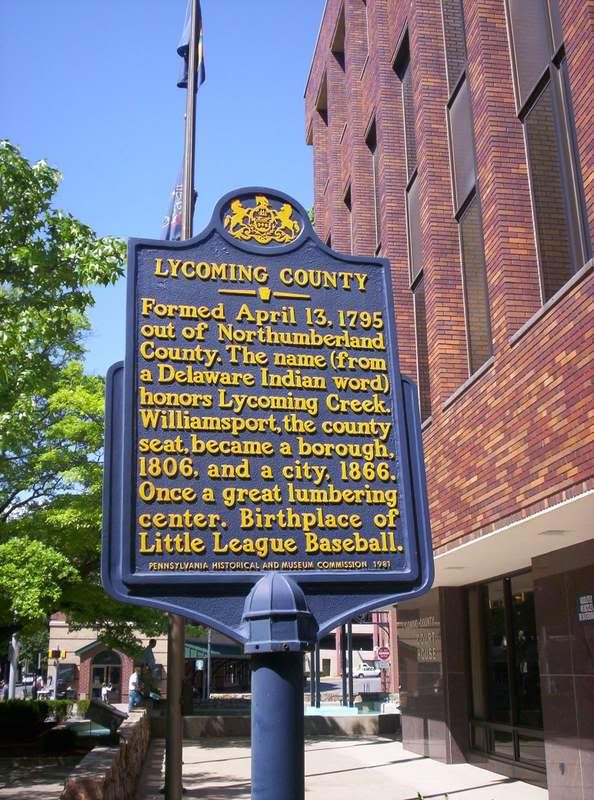 LYCOMING COUNTY
Formed April 13, 1795
out of Northumberland
County. The name (from
a Delaware Indian word)
honors Lycoming Creek.
Williamsport, the county
seat, became a borough,
1806, and a city, 1866.
Once a great lumbering
center. Birthplace of
Little League Baseball.
PENNSYLVANIA HISTORICAL AND MUSEUM COMMISSION 1981
COUNTY
COURT
HOUSE